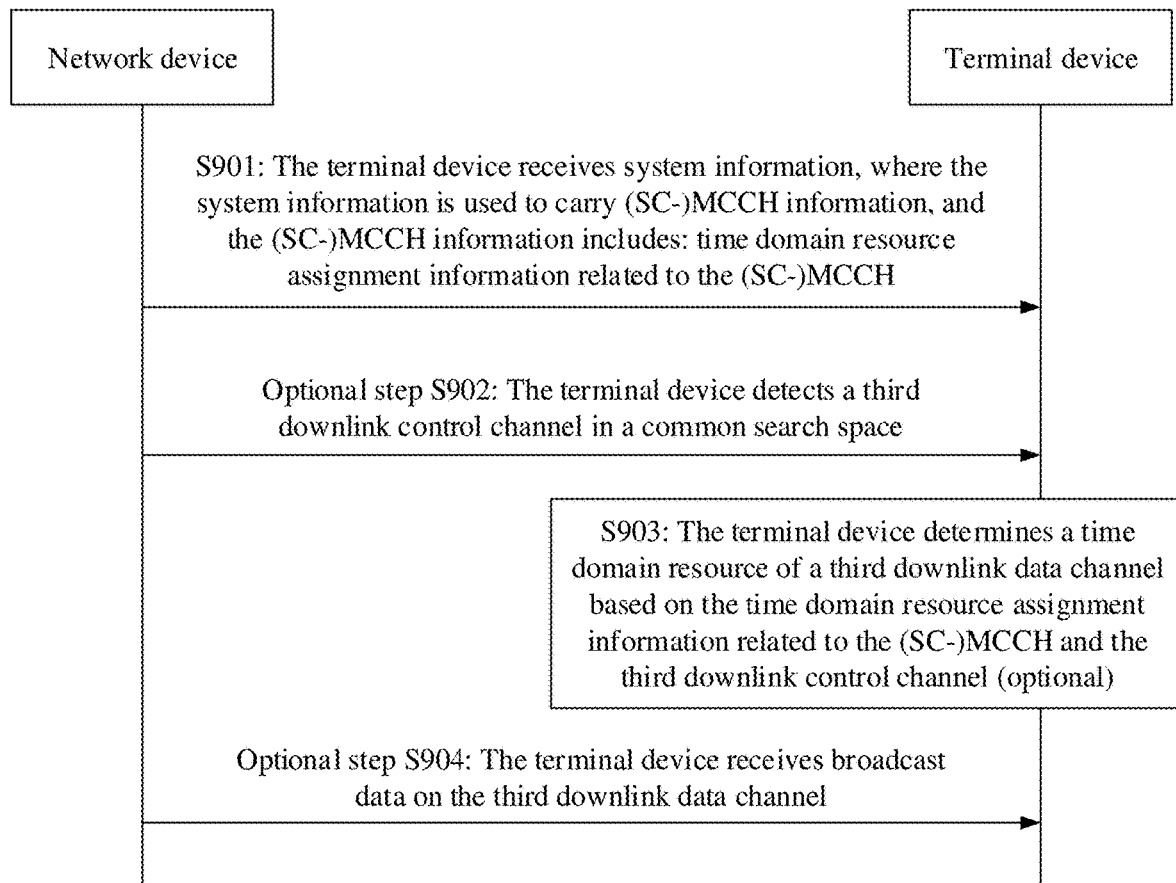 Network device
Terminal device
S901: The terminal device receives system information, where the
system information is used to carry (SC-)MCCH information, and
the (SC-)MCCH information includes: time domain resource
assignment information related to the (SC-)MCCH
Optional step S902: The terminal device detects a third
downlink control channel in a common search space
S903: The terminal device determines a time
domain resource of a third downlink data channel
based on the time domain resource assignment
information related to the (SC-)MCCH and the
third downlink control channel (optional)
Optional step S904: The terminal device receives broadcast
data on the third downlink data channel